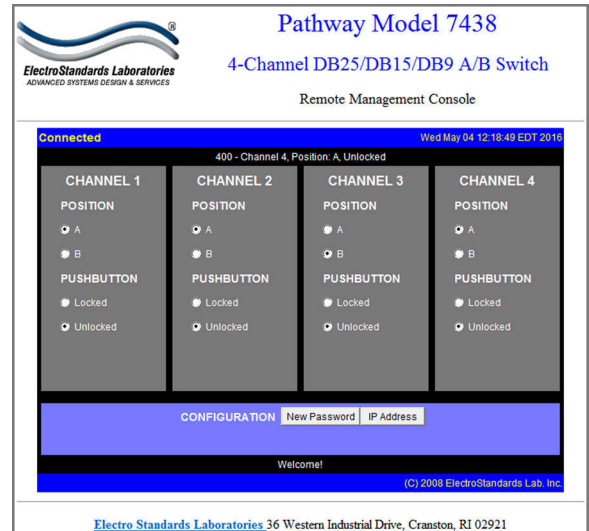 ®
ElectroStandards Laboratories
ADVANCED SYSTEMS DESIGN & SERVICES
Pathway Model 7438
4-Channel DB25/DB15/DB9 A/B Switch
Remote Management Console
Connected
Wed May 04 12:18:49 EDT 2016
400 - Channel 4, Position: A, Unlocked
CHANNEL 1
POSITION
A
B
PUSHBUTTON
Locked
Unlocked
CHANNEL 2
POSITION
A
B
PUSHBUTTON
Locked
Unlocked
CHANNEL 3
POSITION
A
B
PUSHBUTTON
Locked
Unlocked
CHANNEL 4
POSITION
A
B
PUSHBUTTON
Locked
Unlocked
CONFIGURATION New Password IP Address
Welcome!
(C) 2008 ElectroStandards Lab. Inc.
Electro Standards Laboratories 36 Western Industrial Drive, Cranston, RI 02921